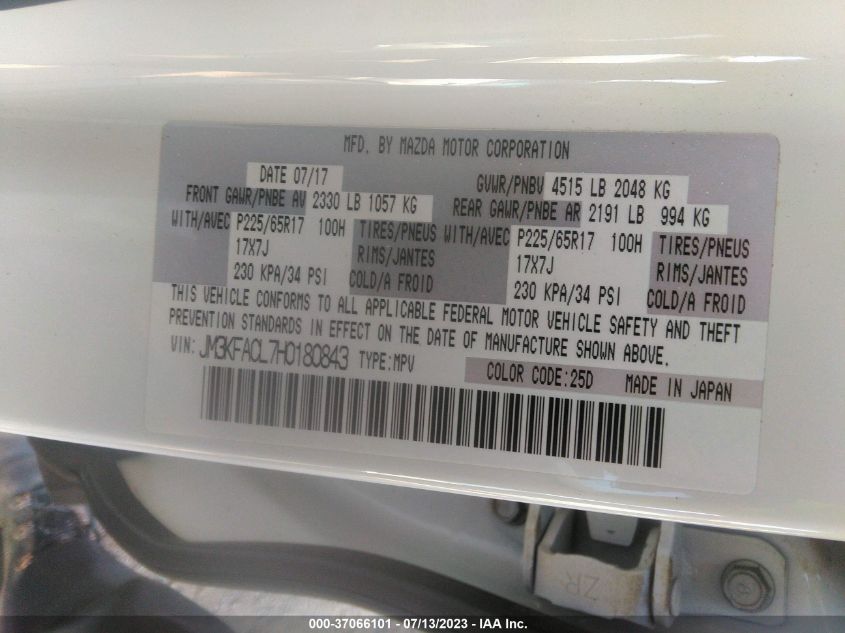 MFD. BY MAZDA MOTOR CORPORATION
DATE 07/17 GVWR/PNBV 4515 LB 2048 KG
FRONT GAWR/PNBE AV 2330 LB 1057 KG REAR GAWR/PNBE AR 2191 LB 994 KG
WITH/AVEC P225/65R17 100H TIRES/PNEUS WITH/AVEC P225/65R17 100H TIRES/PNEUS
17X7J RIMS/JANTES 17X7J RIMS/JANTES
230 KPA/34 PSI COLD/A FROID 230 KPA/34 PSI COLD/A FROID
THIS VEHICLE CONFORMS TO ALL APPLICABLE FEDERAL MOTOR VEHICLE SAFETY AND THEFT
PREVENTION STANDARDS IN EFFECT ON THE DATE OF MANUFACTURE SHOWN ABOVE.
VIN: JM3KFACL7H0180843 TYPE:MPV
COLOR CODE:25D MADE IN JAPAN
ZR
000-37066101 - 07/13/2023 - IAA Inc.